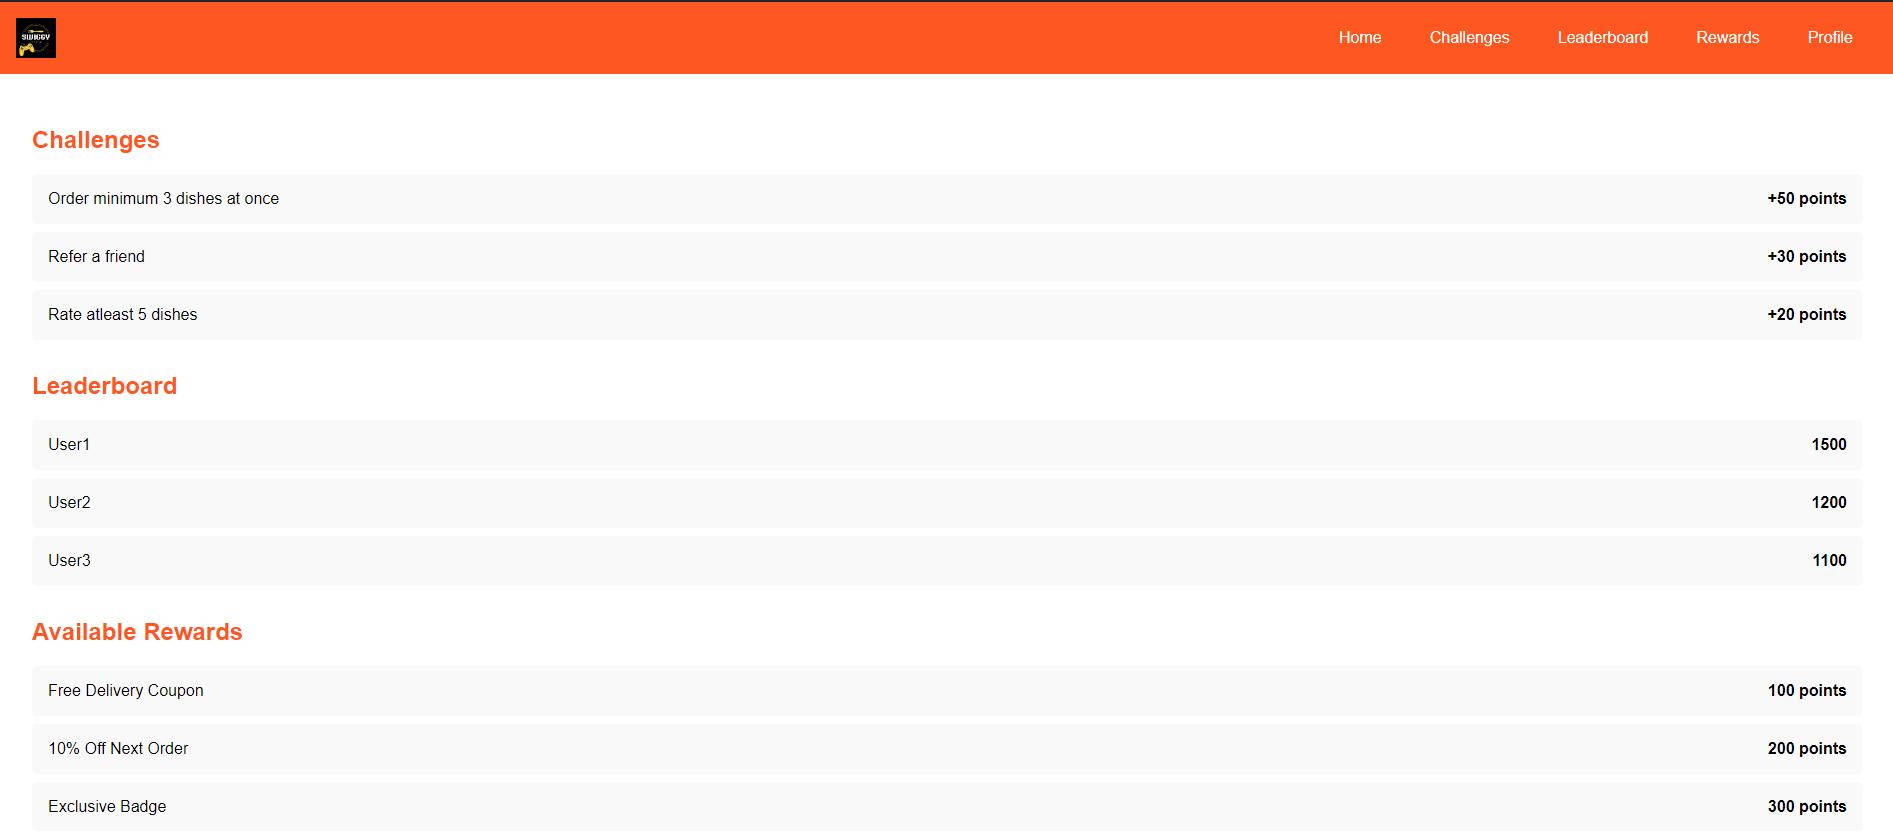 SWIGGY
Home Challenges Leaderboard Rewards Profile
Challenges
Order minimum 3 dishes at once +50 points
Refer a friend +30 points
Rate atleast 5 dishes +20 points
Leaderboard
User1 1500
User2 1200
User3 1100
Available Rewards
Free Delivery Coupon 100 points
10% Off Next Order 200 points
Exclusive Badge 300 points